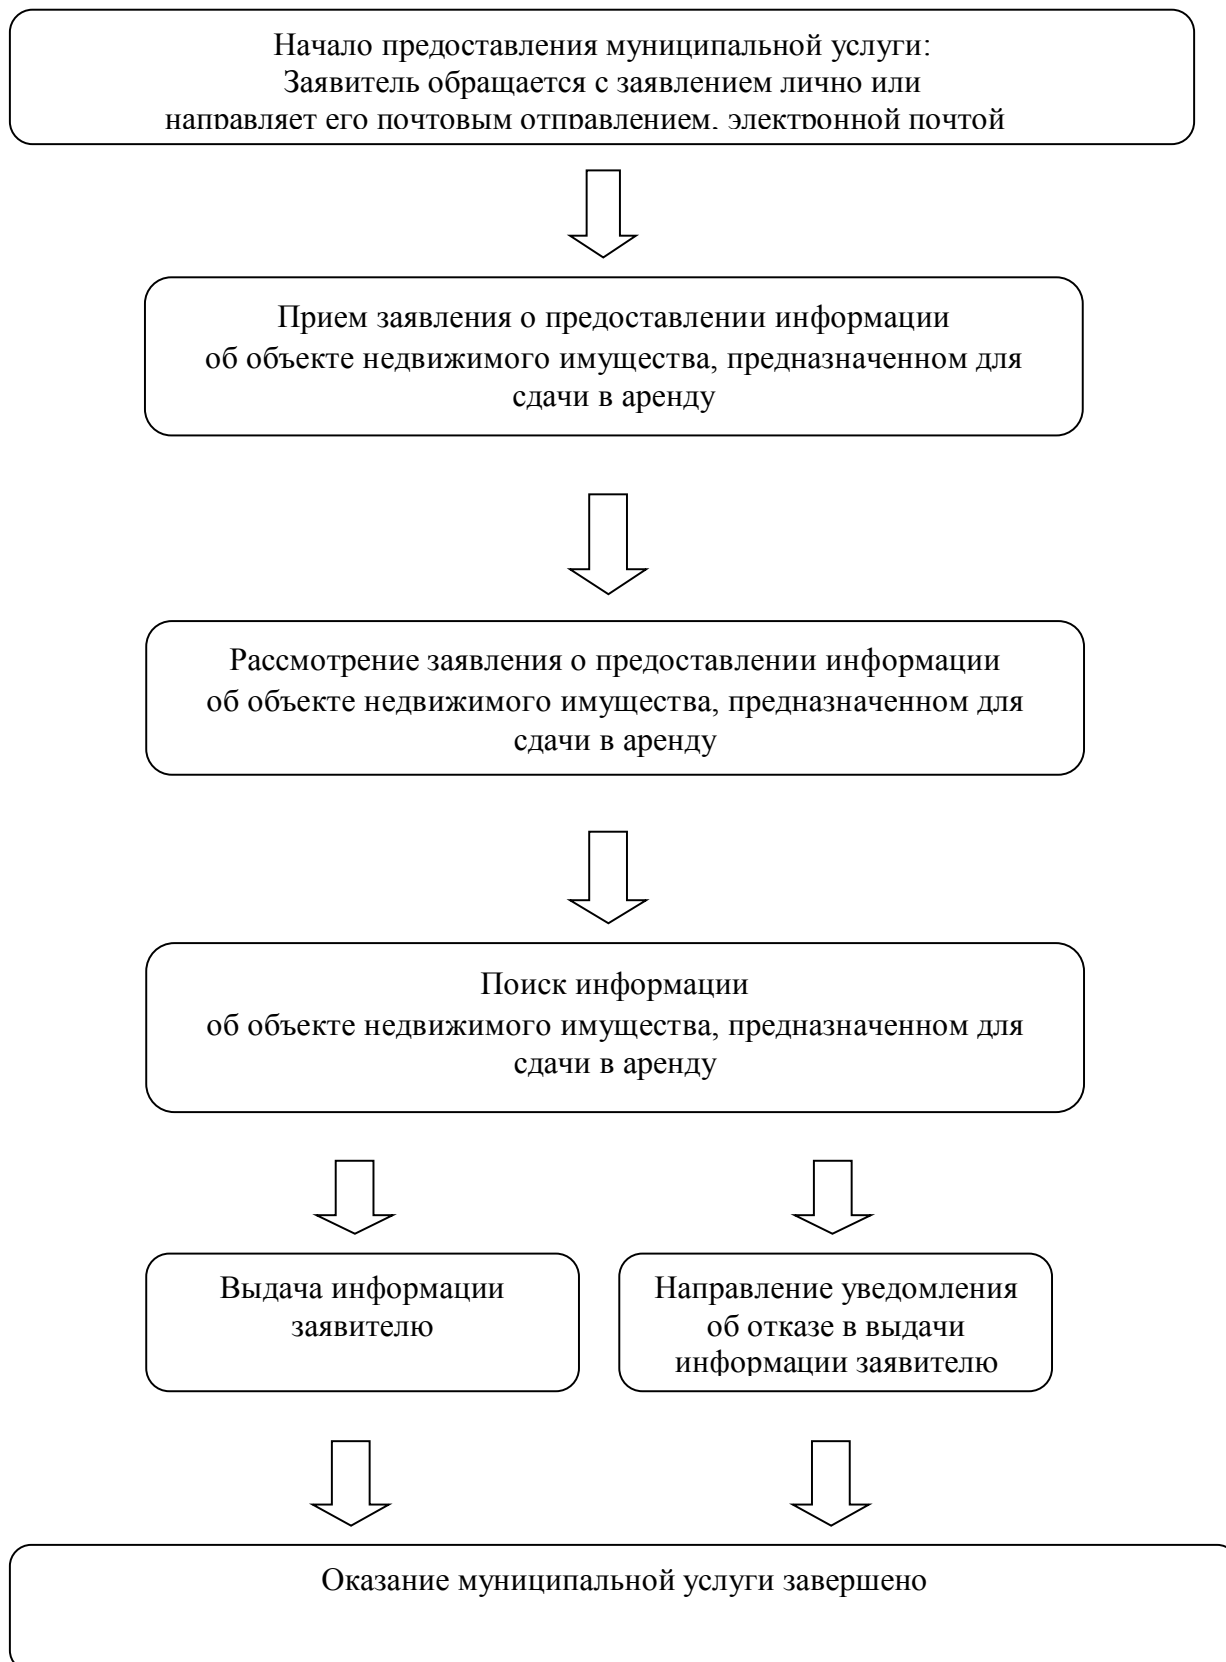 Начало предоставления муниципальной услуги:
Заявитель обращается с заявлением лично или
направляет его почтовым отправлением, электронной почтой
Прием заявления о предоставлении информации
об объекте недвижимого имущества, предназначенном для
сдачи в аренду
Рассмотрение заявления о предоставлении информации
об объекте недвижимого имущества, предназначенном для
сдачи в аренду
Поиск информации
об объекте недвижимого имущества, предназначенном для
сдачи в аренду
Выдача информации
заявителю
Направление уведомления
об отказе в выдачи
информации заявителю
Оказание муниципальной услуги завершено